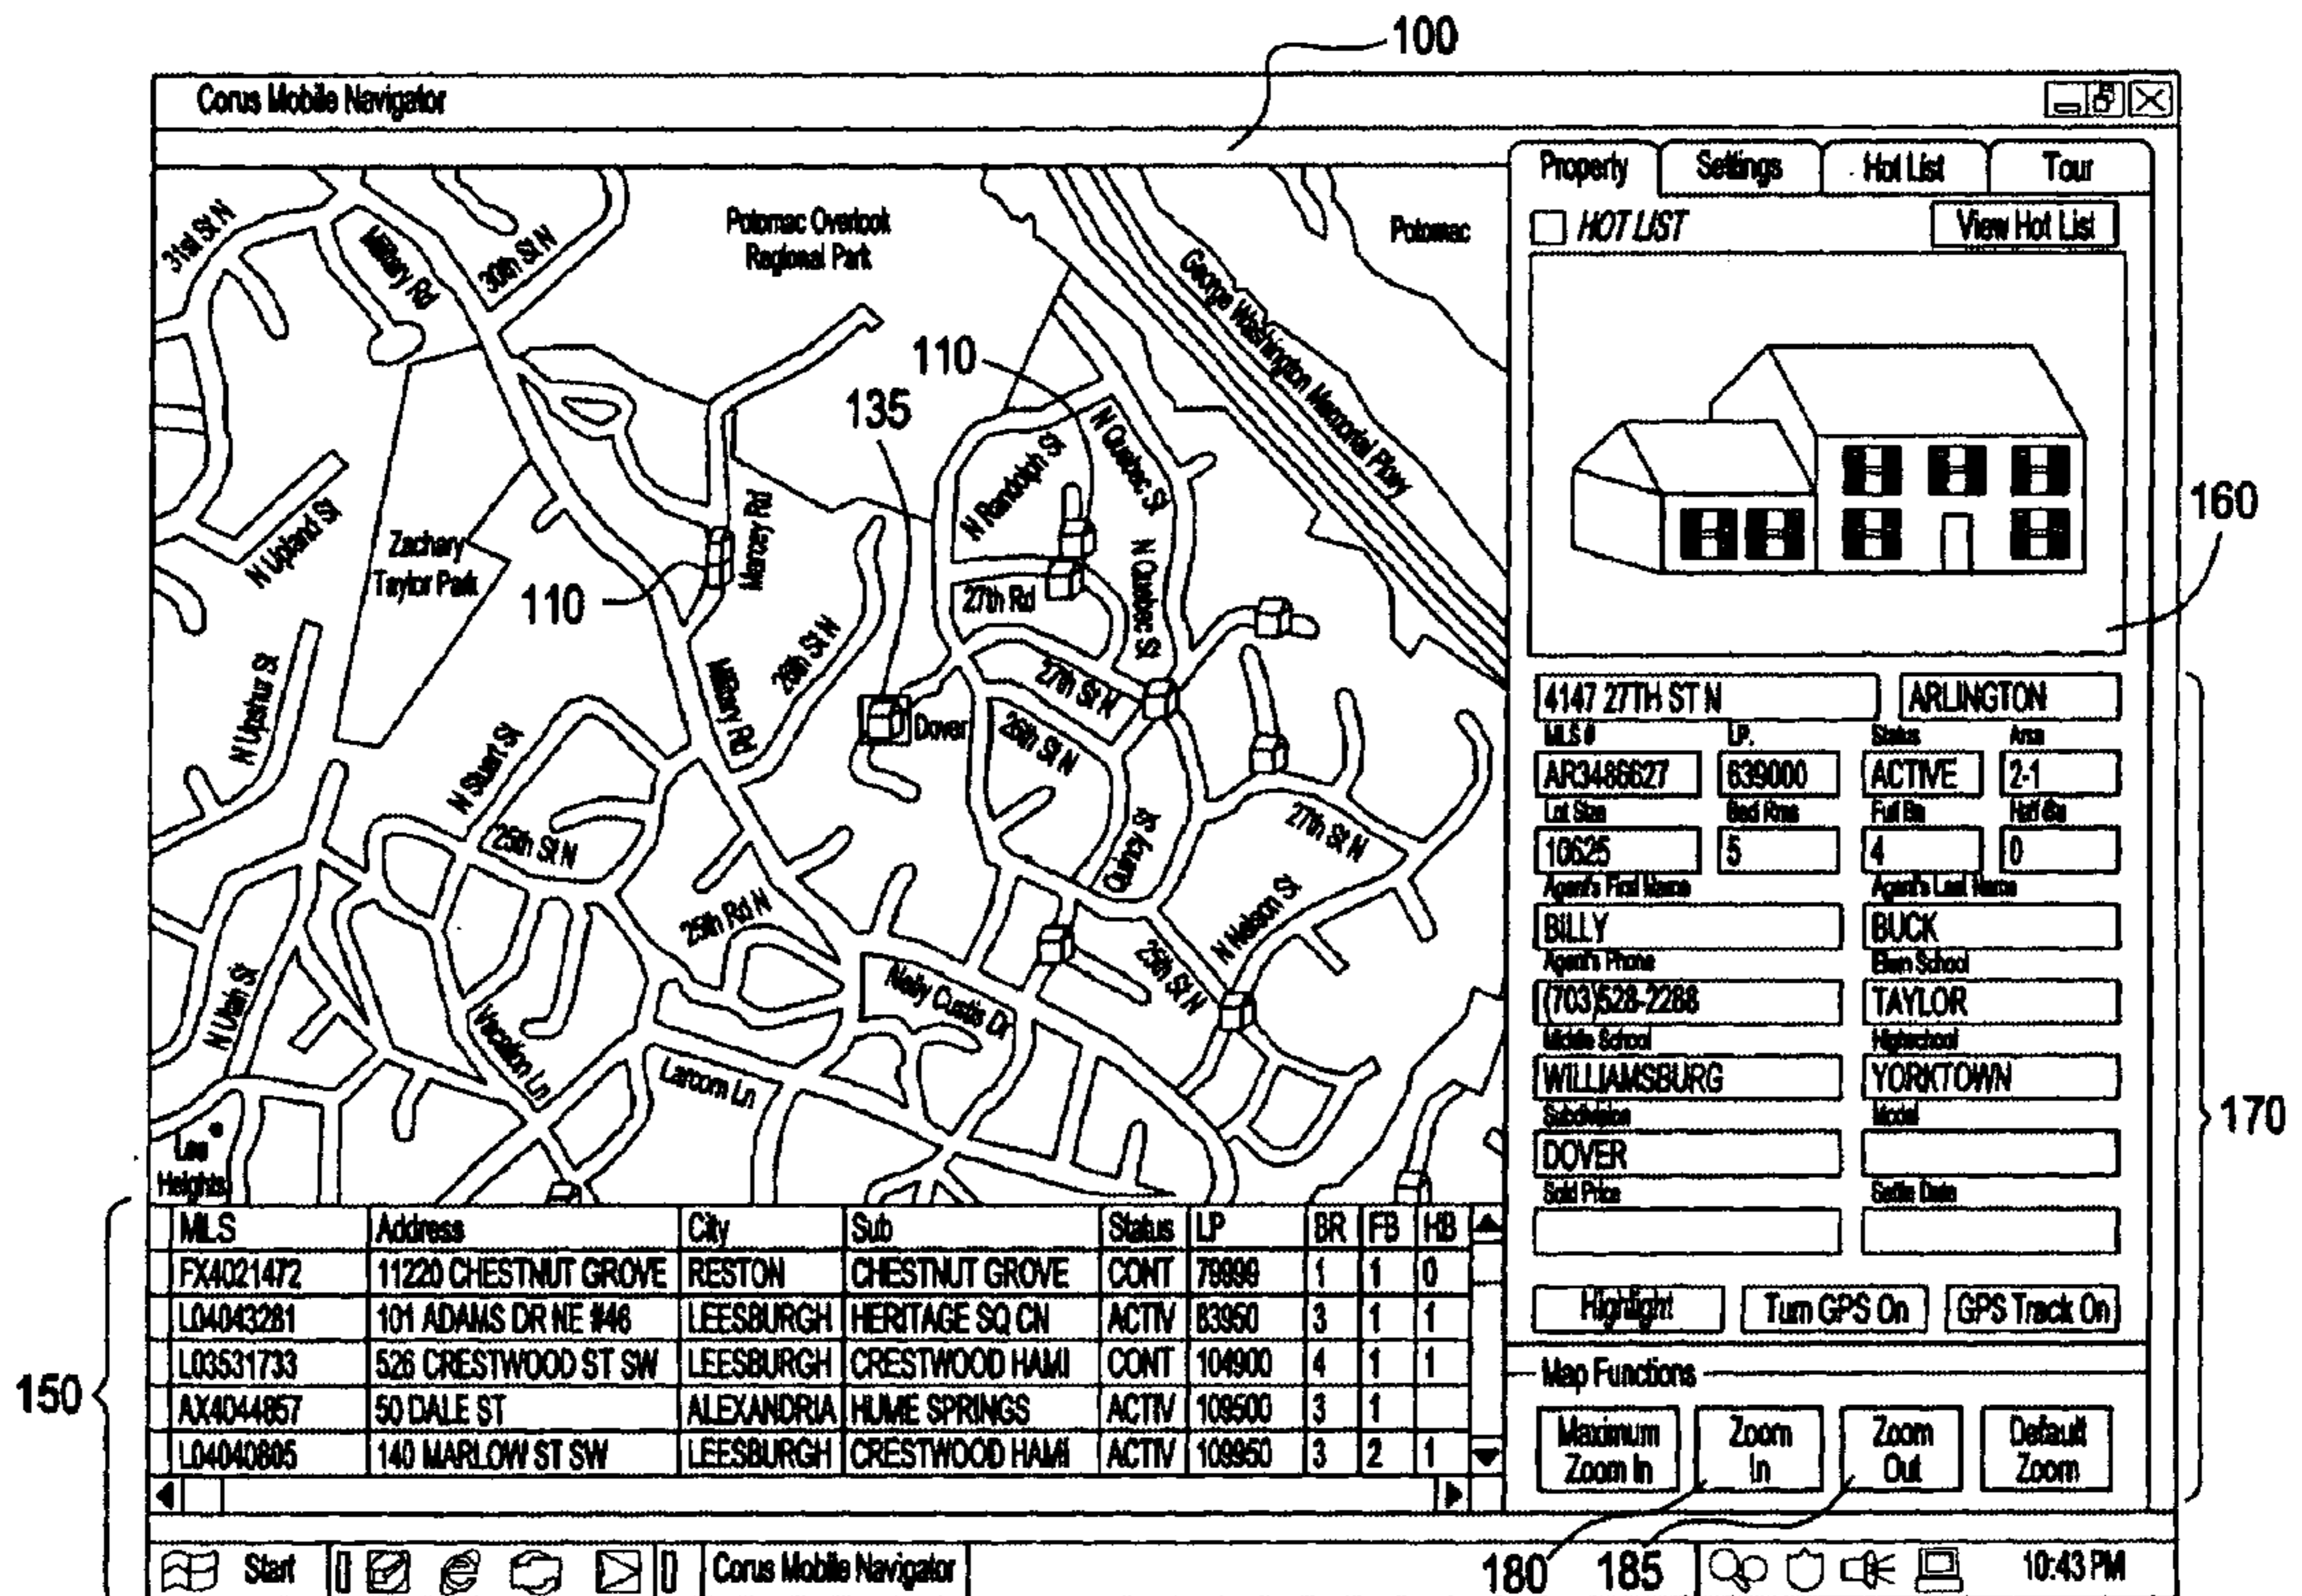 100
Corus Mobile Navigator
Property
Settings
Hot List
Tour
HOT LIST
View Hot List
31st St N
Military Rd
30th St N
Potomac Overlook
Regional Park
Potomac
George Washington Memorial Pkwy
110
135
N Randolph St
N Quebec St
N Upland St
Zachary
Taylor Park
110
Marcey Rd
27th Rd
N Quebec St
160
N Upshur St
Military Rd
26th St N
27th St N
Dover
26th St N
N Stuart St
25th St N
Quincy St
27th St N
25th Rd N
N Nelson St
25th St N
N Utah St
Vacation Ln
Nelly Custis Dr
Larcom Ln
Lee
Heights
4147 27TH ST N
ARLINGTON
MLS #
LP.
Status
Area
AR3486627
639000
ACTIVE
2-1
Lot Size
Bed Rms
Full Ba
Half Ba
10625
5
4
0
Agent's First Name
Agent's Last Name
BILLY
BUCK
Agent's Phone
Elem School
(703)528-2288
TAYLOR
Middle School
Highschool
WILLIAMSBURG
YORKTOWN
Subdivision
Model
DOVER
Sold Price
Settle Date
170
Highlight
Turn GPS On
GPS Track On
Map Functions
Maximum
Zoom In
Zoom
In
Zoom
Out
Default
Zoom
150
MLS Address City Sub Status LP BR FB HB
FX4021472 11220 CHESTNUT GROVE RESTON CHESTNUT GROVE CONT 79999 1 1 0
L04043281 101 ADAMS DR NE #46 LEESBURGH HERITAGE SQ CN ACTIV 83950 3 1 1
L03531733 526 CRESTWOOD ST SW LEESBURGH CRESTWOOD HAMI CONT 104900 4 1 1
AX4044857 50 DALE ST ALEXANDRIA HUME SPRINGS ACTIV 109500 3 1
L04040805 140 MARLOW ST SW LEESBURGH CRESTWOOD HAMI ACTIV 109950 3 2 1
Start
Corus Mobile Navigator
180
185
10:43 PM